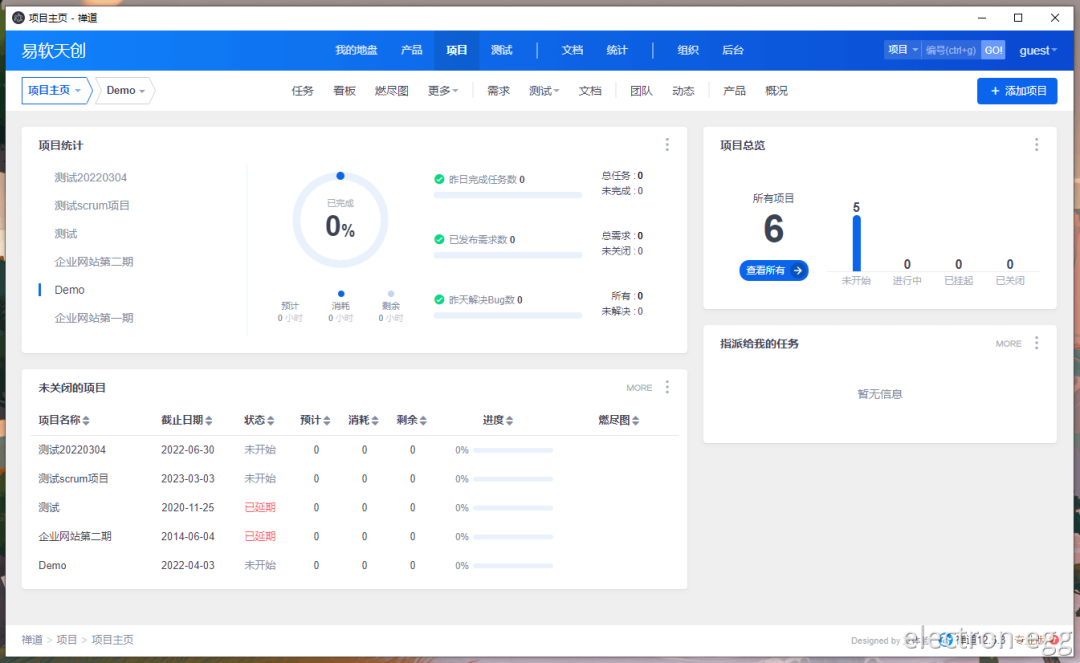 项目主页 - 禅道
易软天创 我的地盘 产品 项目 测试 文档 统计 组织 后台 项目 编号(ctrl+g) GO! guest
项目主页 Demo 任务 看板 燃尽图 更多 需求 测试 文档 团队 动态 产品 概况 + 添加项目
项目统计
测试20220304
测试scrum项目
测试
企业网站第二期
Demo
企业网站第一期
已完成
0%
预计 消耗 剩余
0 小时 0 小时 0 小时
昨日完成任务数 0
总任务 : 0
未完成 : 0
已发布需求数 0
总需求 : 0
未关闭 : 0
昨天解决Bug数 0
所有 : 0
未解决 : 0
项目总览
所有项目
6
查看所有
5 0 0 0
未开始 进行中 已挂起 已关闭
未关闭的项目 MORE
项目名称 截止日期 状态 预计 消耗 剩余 进度 燃尽图
测试20220304 2022-06-30 未开始 0 0 0 0%
测试scrum项目 2023-03-03 未开始 0 0 0 0%
测试 2020-11-25 已延期 0 0 0 0%
企业网站第二期 2014-06-04 已延期 0 0 0 0%
Demo 2022-04-03 未开始 0 0 0 0%
指派给我的任务 MORE
暂无信息
禅道 > 项目 > 项目主页
Designed by 禅道12.5.3
electron-egg